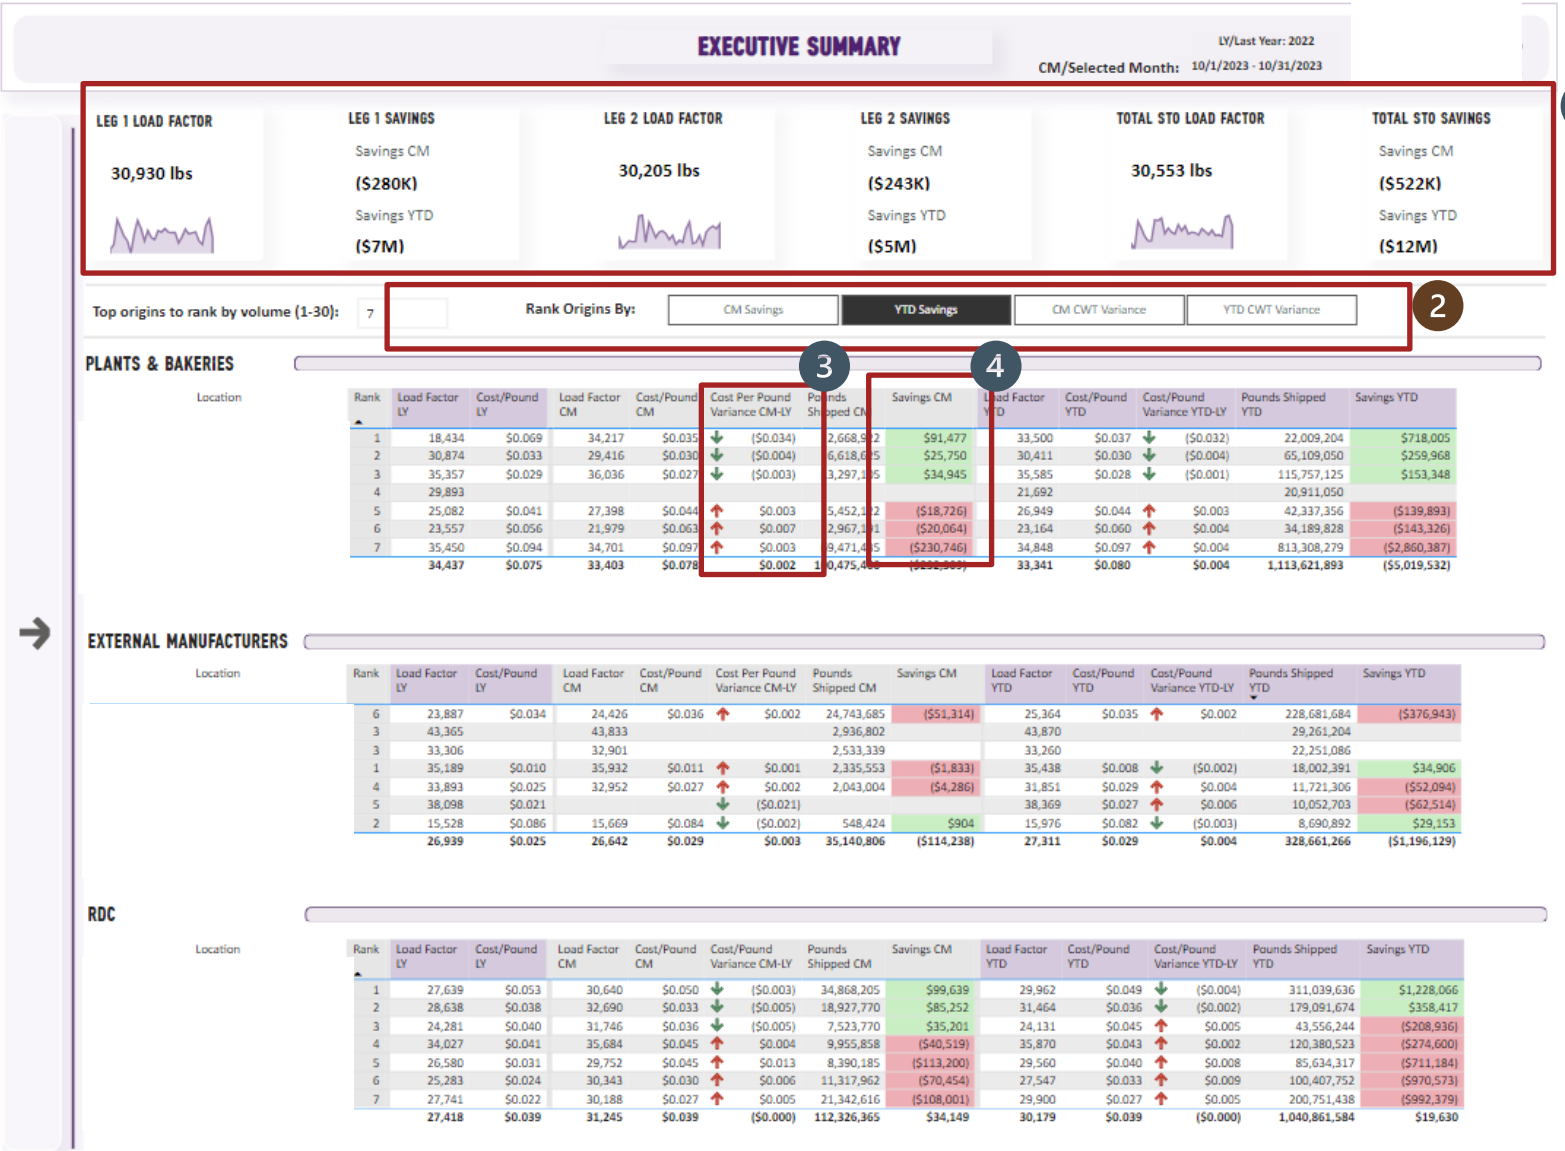 EXECUTIVE SUMMARY
LY/Last Year: 2022
CM/Selected Month: 10/1/2023 - 10/31/2023
LEG 1 LOAD FACTOR
30,930 lbs
LEG 1 SAVINGS
Savings CM
($280K)
Savings YTD
($7M)
LEG 2 LOAD FACTOR
30,205 lbs
LEG 2 SAVINGS
Savings CM
($243K)
Savings YTD
($5M)
TOTAL STO LOAD FACTOR
30,553 lbs
TOTAL STO SAVINGS
Savings CM
($522K)
Savings YTD
($12M)
Top origins to rank by volume (1-30): 7
Rank Origins By: CM Savings YTD Savings CM CWT Variance YTD CWT Variance
2
3
4
PLANTS & BAKERIES
Location Rank Load Factor LY Cost/Pound LY Load Factor CM Cost/Pound CM Cost Per Pound Variance CM-LY Pounds Shipped CM Savings CM Load Factor YTD Cost/Pound YTD Cost/Pound Variance YTD-LY Pounds Shipped YTD Savings YTD
1 18,434 $0.069 34,217 $0.035 ($0.034) 2,668,922 $91,477 33,500 $0.037 ($0.032) 22,009,204 $718,005
2 30,874 $0.033 29,416 $0.030 ($0.004) 6,618,625 $25,750 30,411 $0.030 ($0.004) 65,109,050 $259,968
3 35,357 $0.029 36,036 $0.027 ($0.003) $34,945 35,585 $0.028 ($0.001) 115,757,125 $153,348
4 29,893 21,692 20,911,050
5 25,082 $0.041 27,398 $0.044 $0.003 ($18,726) 26,949 $0.044 $0.003 42,337,356 ($139,893)
6 23,557 $0.056 21,979 $0.063 $0.007 ($20,064) 23,164 $0.060 $0.004 34,189,828 ($143,326)
7 35,450 $0.094 34,701 $0.097 $0.003 ($230,746) 34,848 $0.097 $0.004 813,308,279 ($2,860,387)
34,437 $0.075 33,403 $0.078 $0.002 33,341 $0.080 $0.004 1,113,621,893 ($5,019,532)
EXTERNAL MANUFACTURERS
Location Rank Load Factor LY Cost/Pound LY Load Factor CM Cost/Pound CM Cost Per Pound Variance CM-LY Pounds Shipped CM Savings CM Load Factor YTD Cost/Pound YTD Cost/Pound Variance YTD-LY Pounds Shipped YTD Savings YTD
6 23,887 $0.034 24,426 $0.036 $0.002 24,743,685 ($51,314) 25,364 $0.035 $0.002 228,681,684 ($376,943)
3 43,365 43,833 2,936,802 43,870 29,261,204
3 33,306 32,901 2,533,339 33,260 22,251,086
1 35,189 $0.010 35,932 $0.011 $0.001 2,335,553 ($1,833) 35,438 $0.008 ($0.002) 18,002,391 $34,906
4 33,893 $0.025 32,952 $0.027 $0.002 2,043,004 ($4,286) 31,851 $0.029 $0.004 11,721,306 ($52,094)
5 38,098 $0.021 ($0.021) 38,369 $0.027 $0.006 10,052,703 ($62,514)
2 15,528 $0.086 15,669 $0.084 ($0.002) 548,424 $904 15,976 $0.082 ($0.003) 8,690,892 $29,153
26,939 $0.025 26,642 $0.029 $0.003 35,140,806 ($114,238) 27,311 $0.029 $0.004 328,661,266 ($1,196,129)
RDC
Location Rank Load Factor LY Cost/Pound LY Load Factor CM Cost/Pound CM Cost/Pound Variance CM-LY Pounds Shipped CM Savings CM Load Factor YTD Cost/Pound YTD Cost/Pound Variance YTD-LY Pounds Shipped YTD Savings YTD
1 27,639 $0.053 30,640 $0.050 ($0.003) 34,868,205 $99,639 29,962 $0.049 ($0.004) 311,039,636 $1,228,066
2 28,638 $0.038 32,690 $0.033 ($0.005) 18,927,770 $85,252 31,464 $0.036 ($0.002) 179,091,674 $358,417
3 24,281 $0.040 31,746 $0.036 ($0.005) 7,523,770 $35,201 24,131 $0.045 $0.005 43,556,244 ($208,936)
4 34,027 $0.041 35,684 $0.045 $0.004 9,955,858 ($40,519) 35,870 $0.043 $0.002 120,380,523 ($274,600)
5 26,580 $0.031 29,752 $0.045 $0.013 8,390,185 ($113,200) 29,560 $0.040 $0.008 85,634,317 ($711,184)
6 25,283 $0.024 30,343 $0.030 $0.006 11,317,962 ($70,454) 27,547 $0.033 $0.009 100,407,752 ($970,573)
7 27,741 $0.022 30,188 $0.027 $0.005 21,342,616 ($108,001) 29,900 $0.027 $0.005 200,751,438 ($992,379)
27,418 $0.039 31,245 $0.039 ($0.000) 112,326,365 $34,149 30,179 $0.039 ($0.000) 1,040,861,584 $19,630